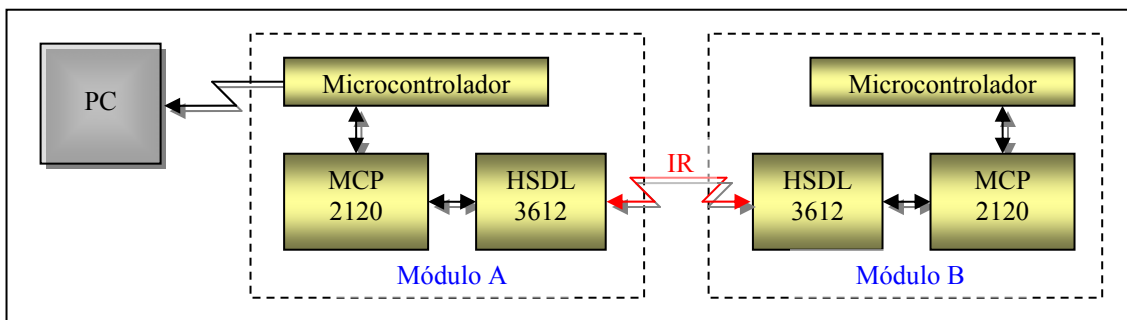 PC
Microcontrolador
MCP
2120
HSDL
3612
Módulo A
IR
Microcontrolador
HSDL
3612
MCP
2120
Módulo B